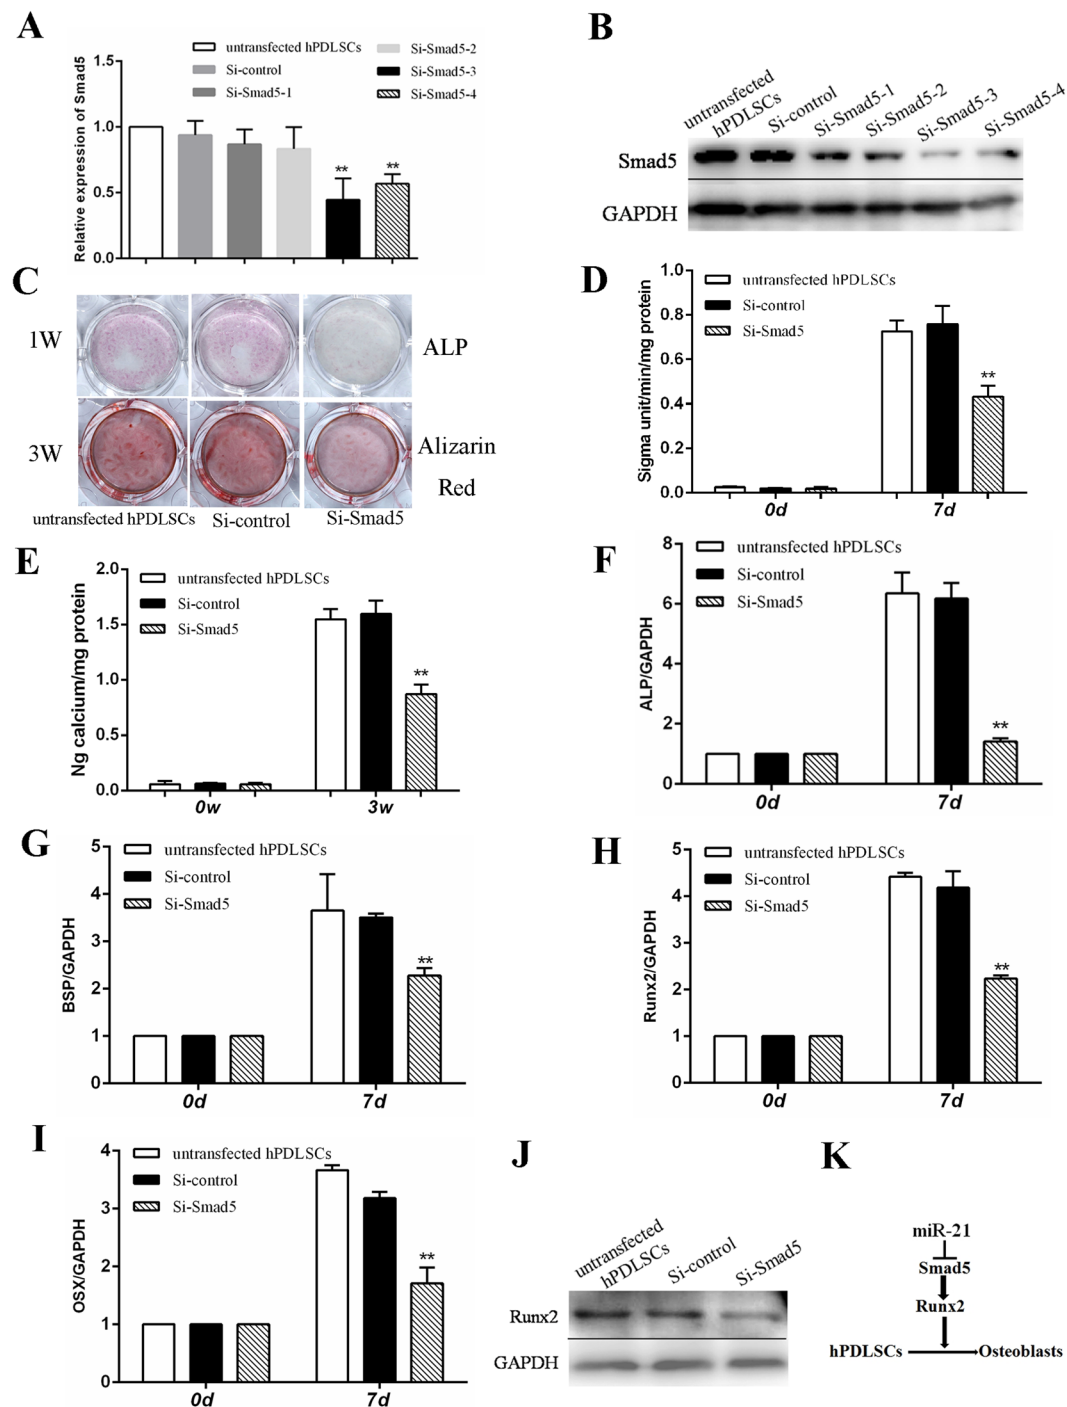 A
untransfected hPDLSCs
Si-control
Si-Smad5-1
Si-Smad5-2
Si-Smad5-3
Si-Smad5-4
Relative expression of Smad5
1.5
1.0
0.5
0.0
**
**
B
untransfected
hPDLSCs
Si-control
Si-Smad5-1
Si-Smad5-2
Si-Smad5-3
Si-Smad5-4
Smad5
GAPDH
C
1W
ALP
3W
Alizarin
Red
untransfected hPDLSCs
Si-control
Si-Smad5
D
untransfected hPDLSCs
Si-control
Si-Smad5
Sigma unit/min/mg protein
1.0
0.8
0.6
0.4
0.2
0.0
**
0d
7d
E
untransfected hPDLSCs
Si-control
Si-Smad5
Ng calcium/mg protein
2.0
1.5
1.0
0.5
0.0
**
0w
3w
F
untransfected hPDLSCs
Si-control
Si-Smad5
ALP/GAPDH
8
6
4
2
0
**
0d
7d
G
untransfected hPDLSCs
Si-control
Si-Smad5
BSP/GAPDH
5
4
3
2
1
0
**
0d
7d
H
untransfected hPDLSCs
Si-control
Si-Smad5
Runx2/GAPDH
5
4
3
2
1
0
**
0d
7d
I
untransfected hPDLSCs
Si-control
Si-Smad5
OSX/GAPDH
4
3
2
1
0
**
0d
7d
J
untransfected
hPDLSCs
Si-control
Si-Smad5
Runx2
GAPDH
K
miR-21
Smad5
Runx2
hPDLSCs
Osteoblasts